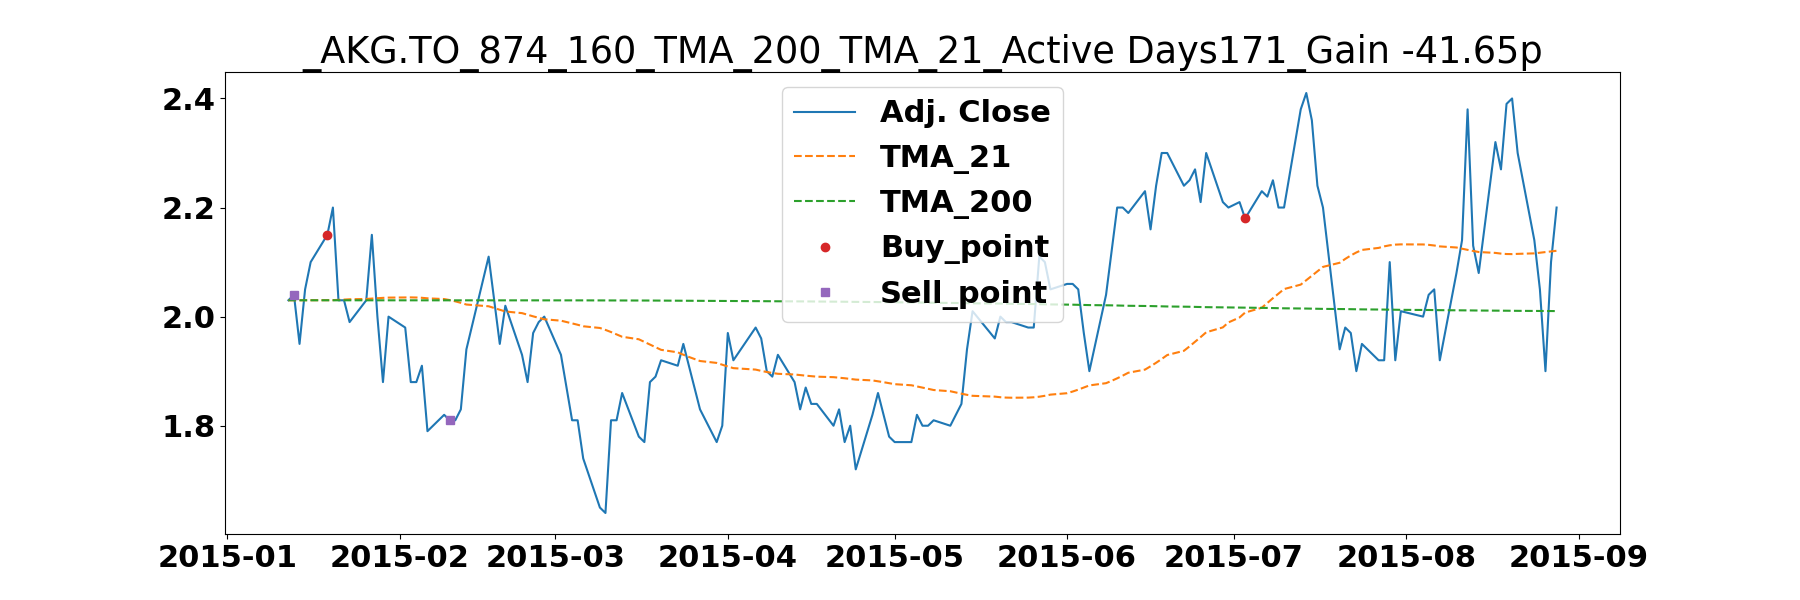 _AKG.TO_874_160_TMA_200_TMA_21_Active Days171_Gain -41.65p
2.4
2.2
2.0
1.8
Adj. Close
TMA_21
TMA_200
Buy_point
Sell_point
2015-01 2015-02 2015-03 2015-04 2015-05 2015-06 2015-07 2015-08 2015-09